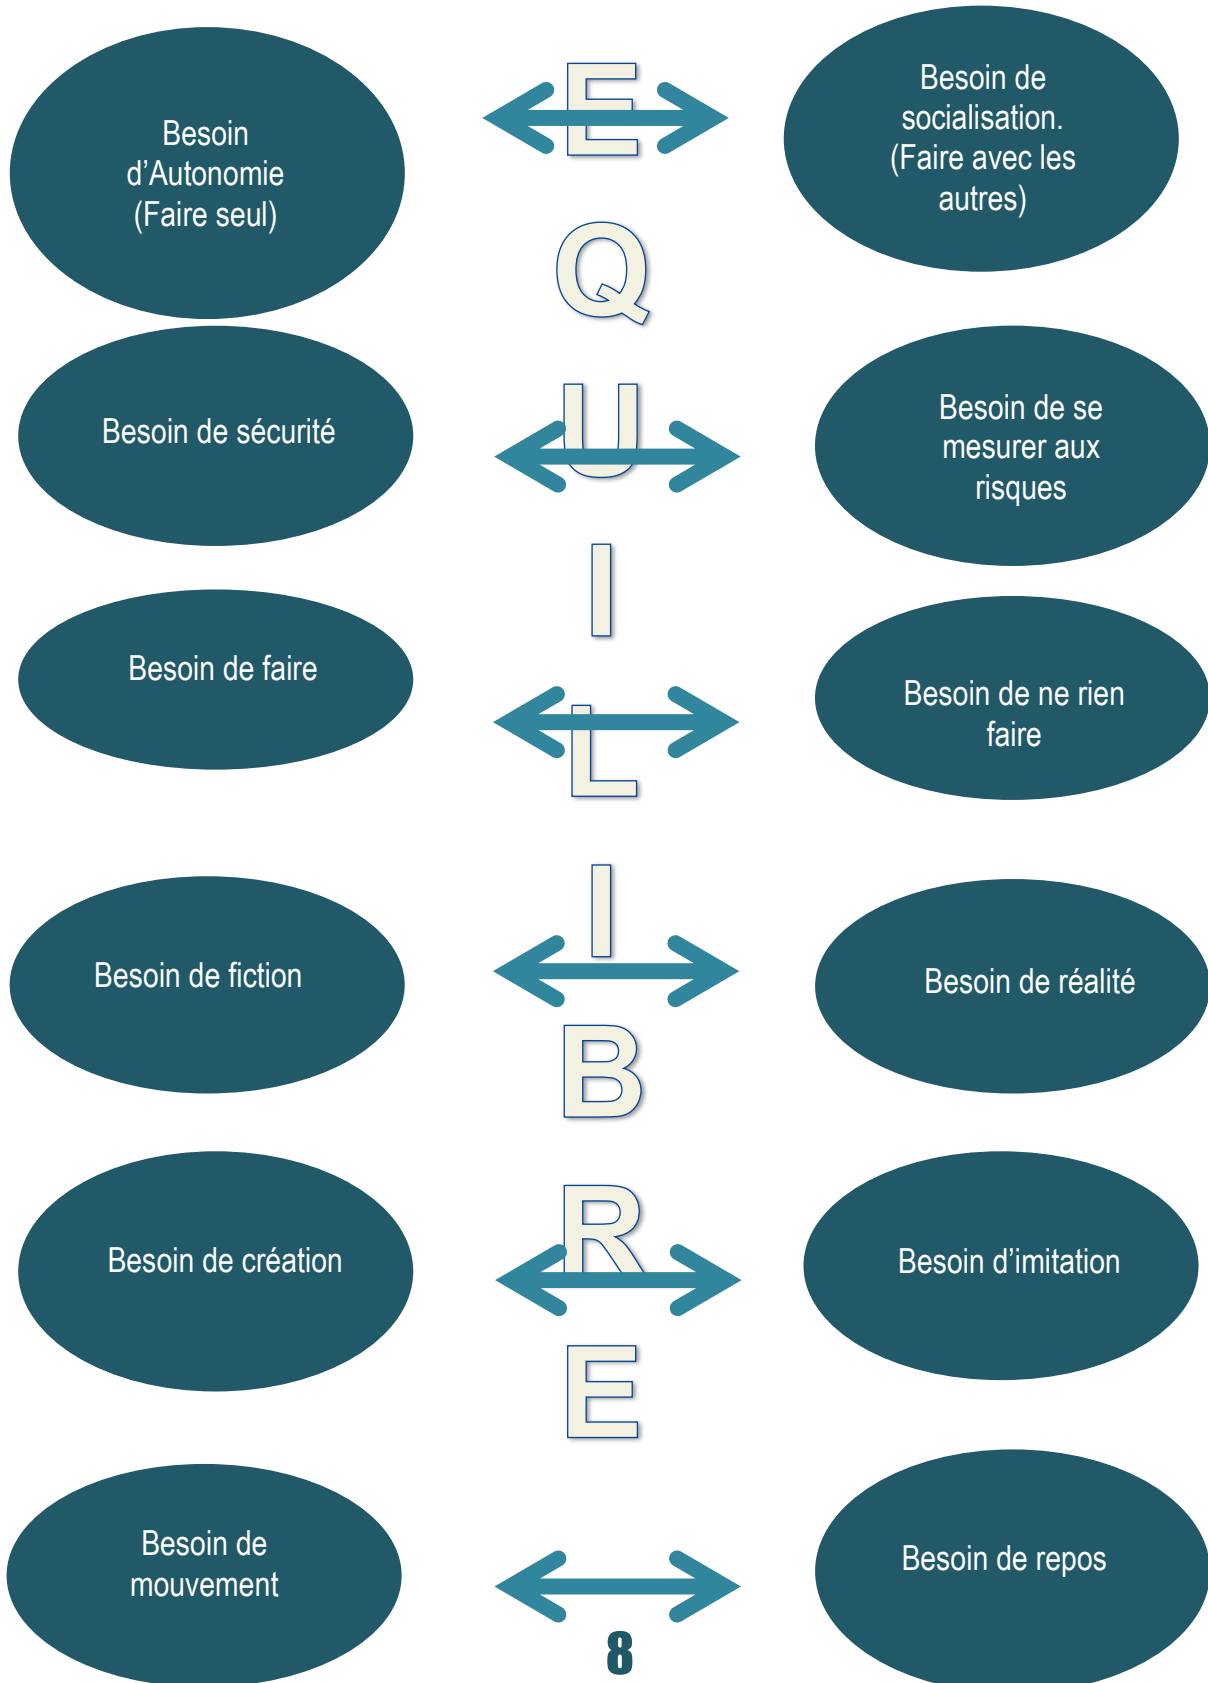 Besoin
d'Autonomie
(Faire seul)
E
Besoin de
socialisation.
(Faire avec les
autres)
Q
Besoin de sécurité
U
Besoin de se
mesurer aux
risques
I
Besoin de faire
L
Besoin de ne rien
faire
I
Besoin de fiction
Besoin de réalité
B
R
Besoin de création
Besoin d'imitation
E
Besoin de
mouvement
Besoin de repos
8